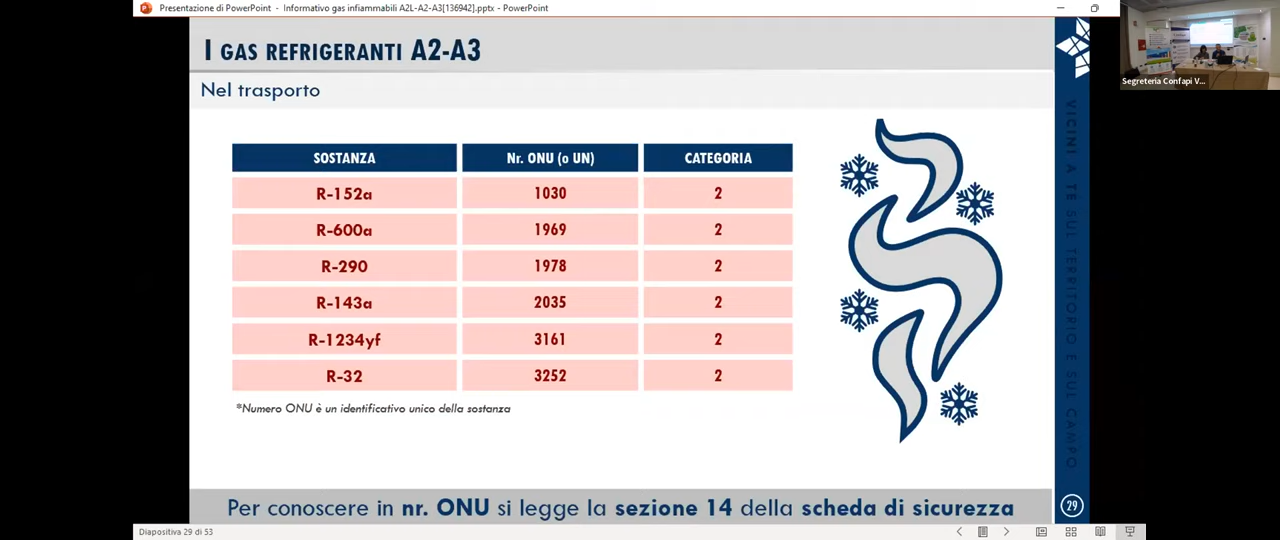 Presentazione di PowerPoint - Informativo gas infiammabili A2L-A2-A3[136942].pptx - PowerPoint
I GAS REFRIGERANTI A2-A3
Nel trasporto
SOSTANZA Nr. ONU (o UN) CATEGORIA
R-152a 1030 2
R-600a 1969 2
R-290 1978 2
R-143a 2035 2
R-1234yf 3161 2
R-32 3252 2
*Numero ONU è un identificativo unico della sostanza
Per conoscere in nr. ONU si legge la sezione 14 della scheda di sicurezza
VICINI A TE SUL TERRITORIO E SUL CAMPO
29
Diapositiva 29 di 53
Segreteria Confapi V...